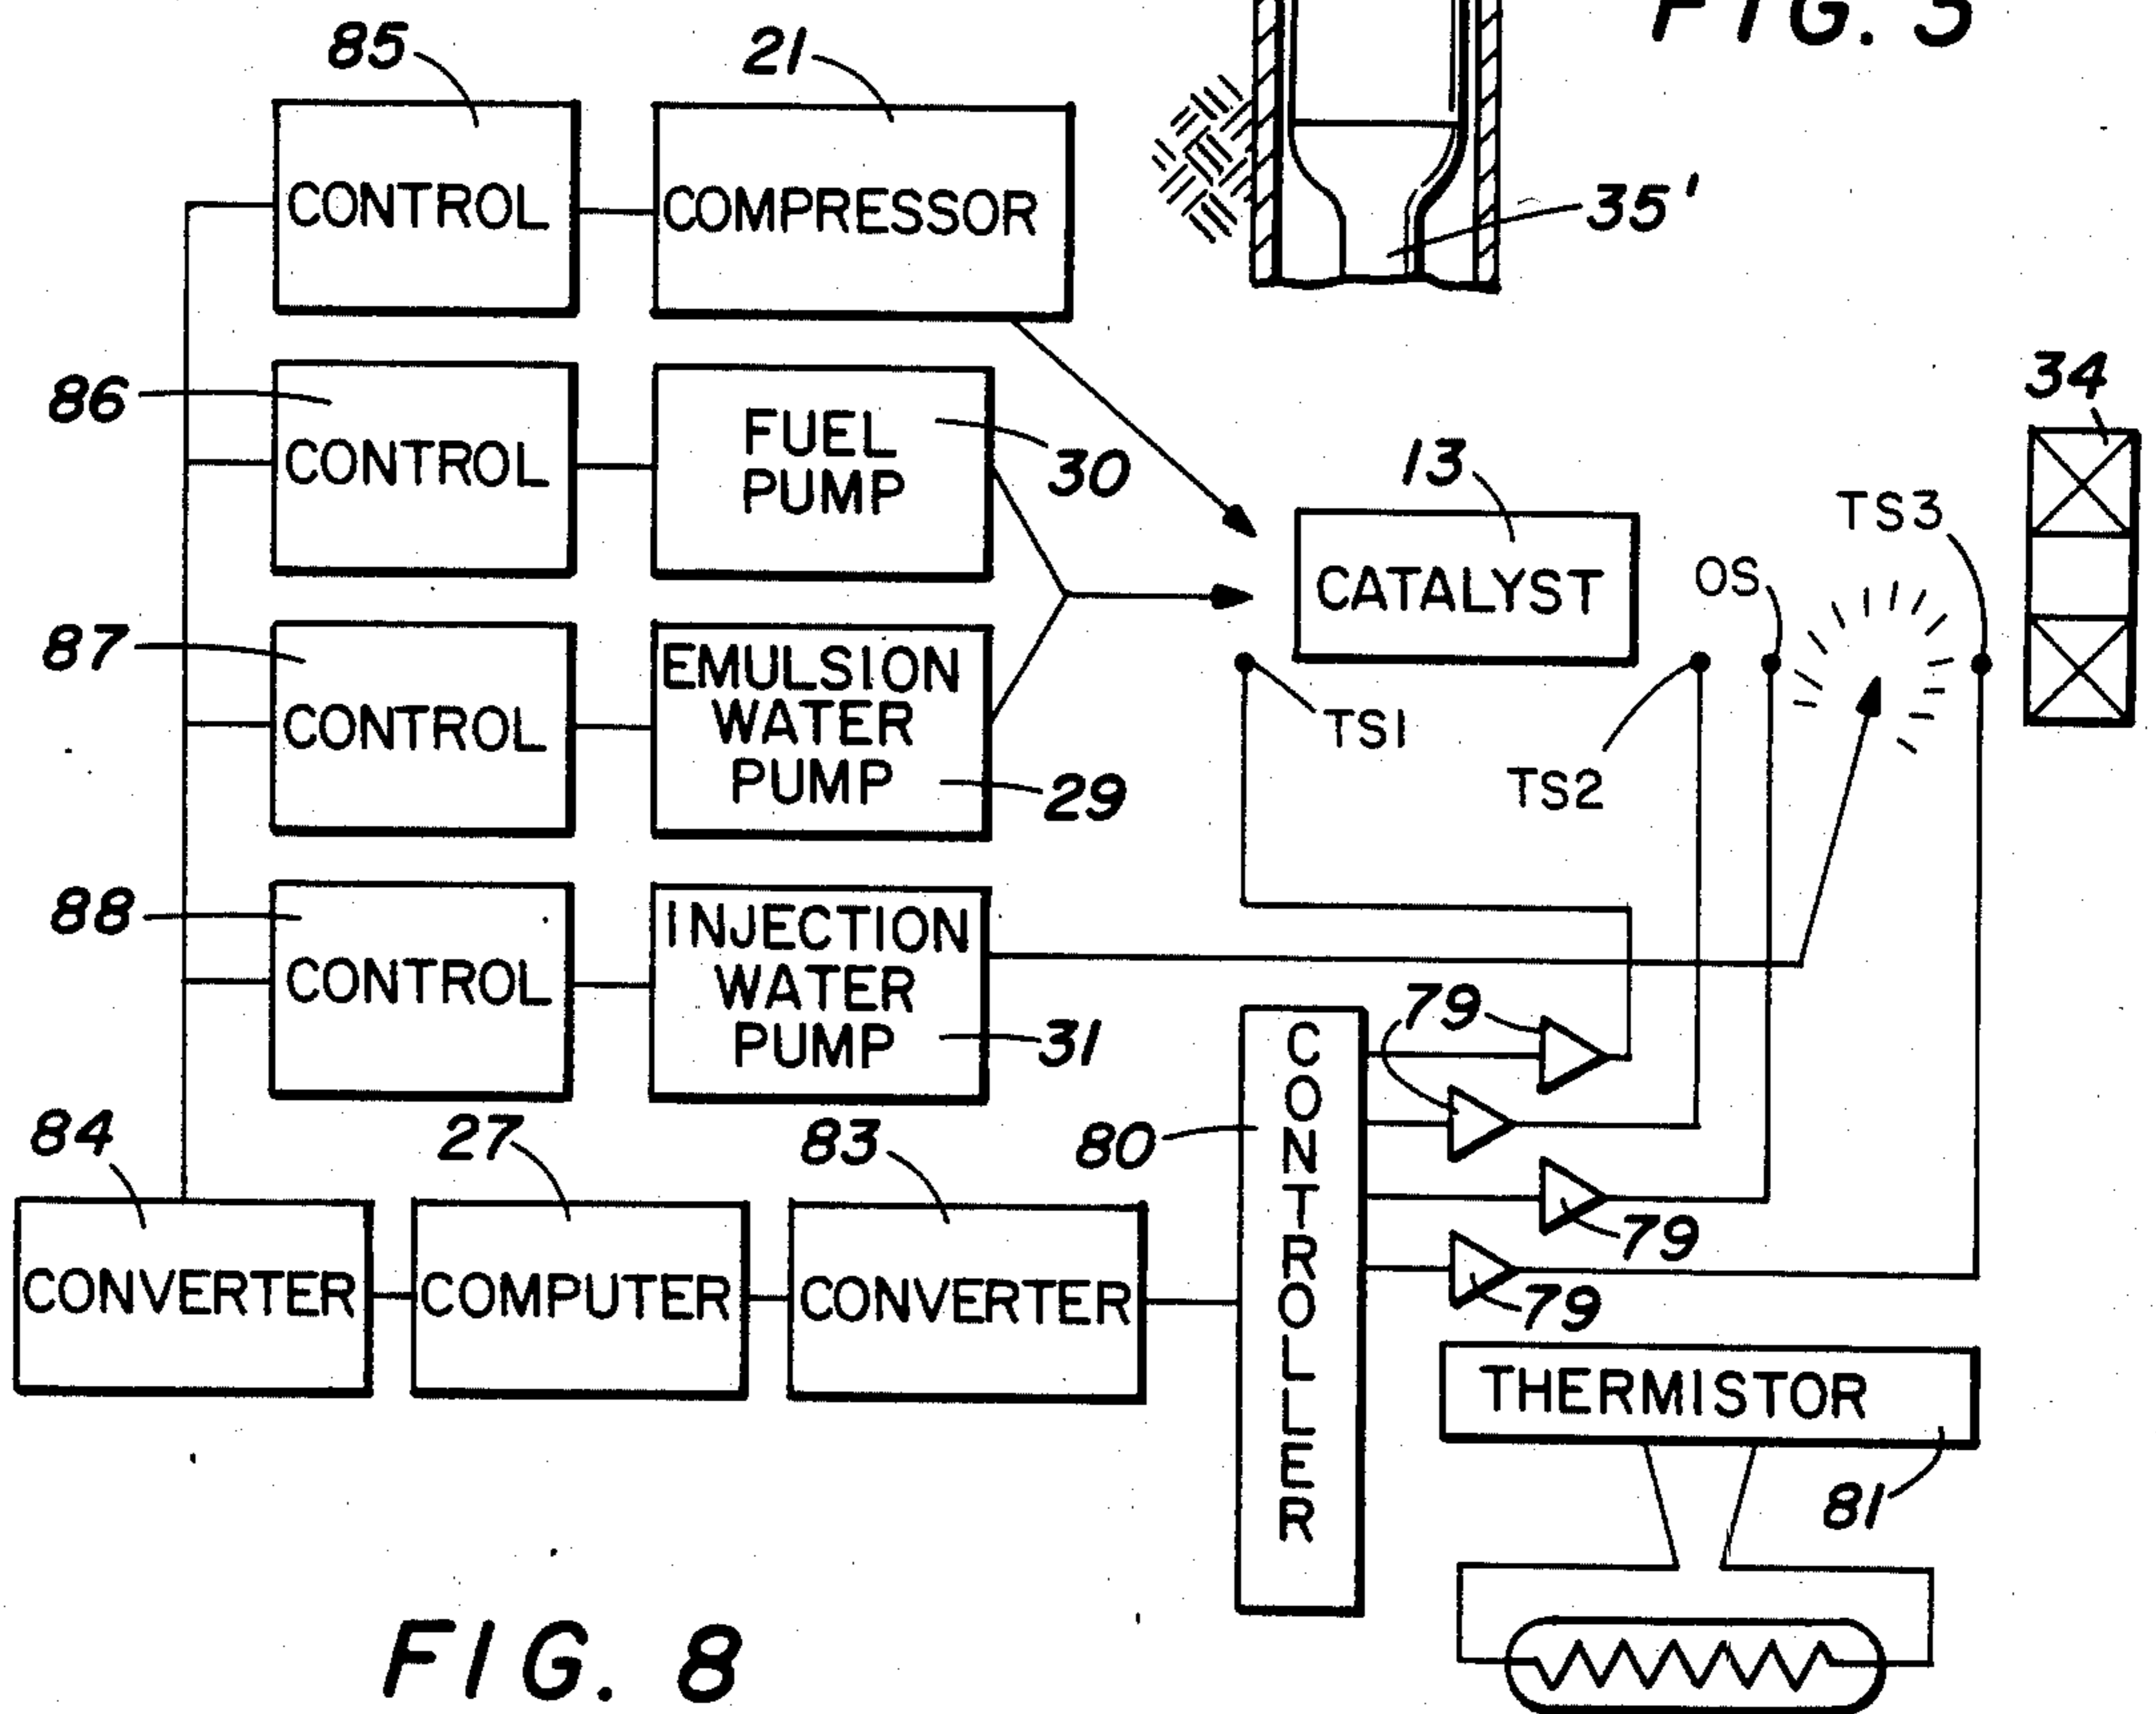 FIG. 5
85
21
CONTROL
COMPRESSOR
35'
86
CONTROL
FUEL
PUMP
30
34
13
CATALYST
TS3
OS
87
CONTROL
EMULSION
WATER
PUMP
29
TS1
TS2
88
CONTROL
INJECTION
WATER
PUMP
31
79
79
79
80
CONTROLLER
84
27
83
CONVERTER
COMPUTER
CONVERTER
THERMISTOR
81
FIG. 8